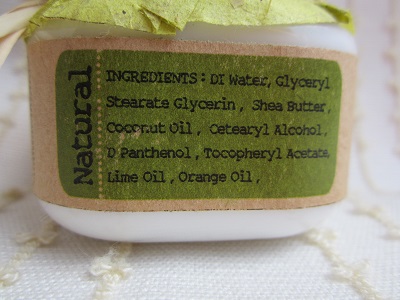 Natural
INGREDIENTS : DI Water, Glyceryl
Stearate Glycerin , Shea Butter,
Coconut Oil , Cetearyl Alcohol ,
D Panthenol , Tocopheryl Acetate,
Lime Oil , Orange Oil ,